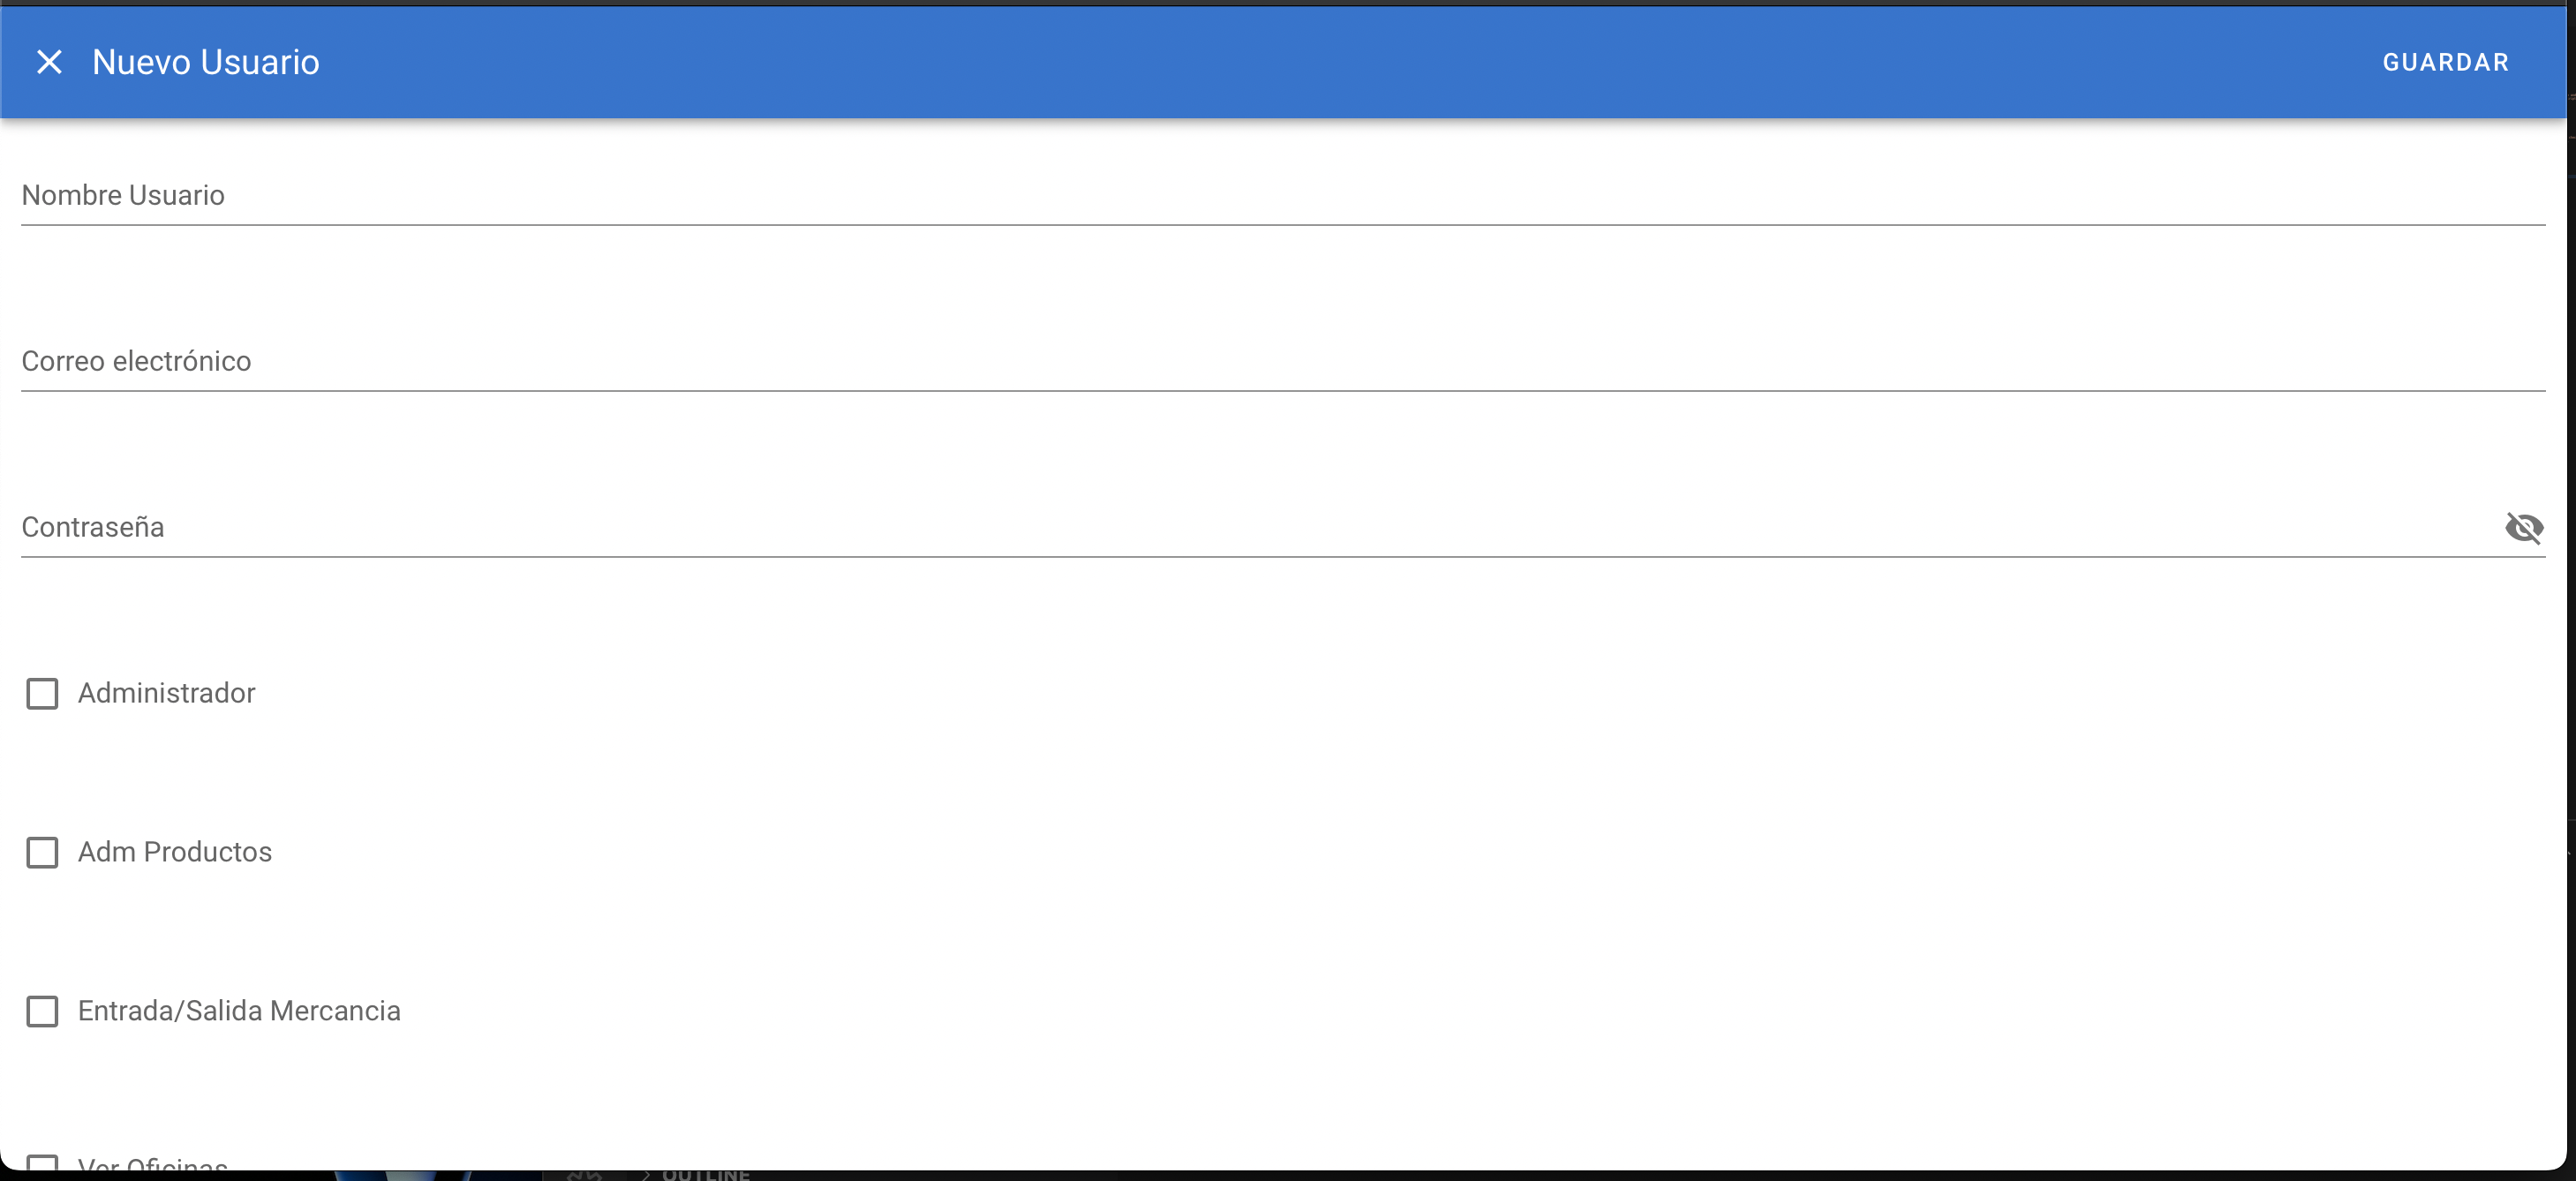 Nuevo Usuario
GUARDAR
Nombre Usuario
Correo electrónico
Contraseña
Administrador
Adm Productos
Entrada/Salida Mercancia
Ver Oficinas
OUTLINE